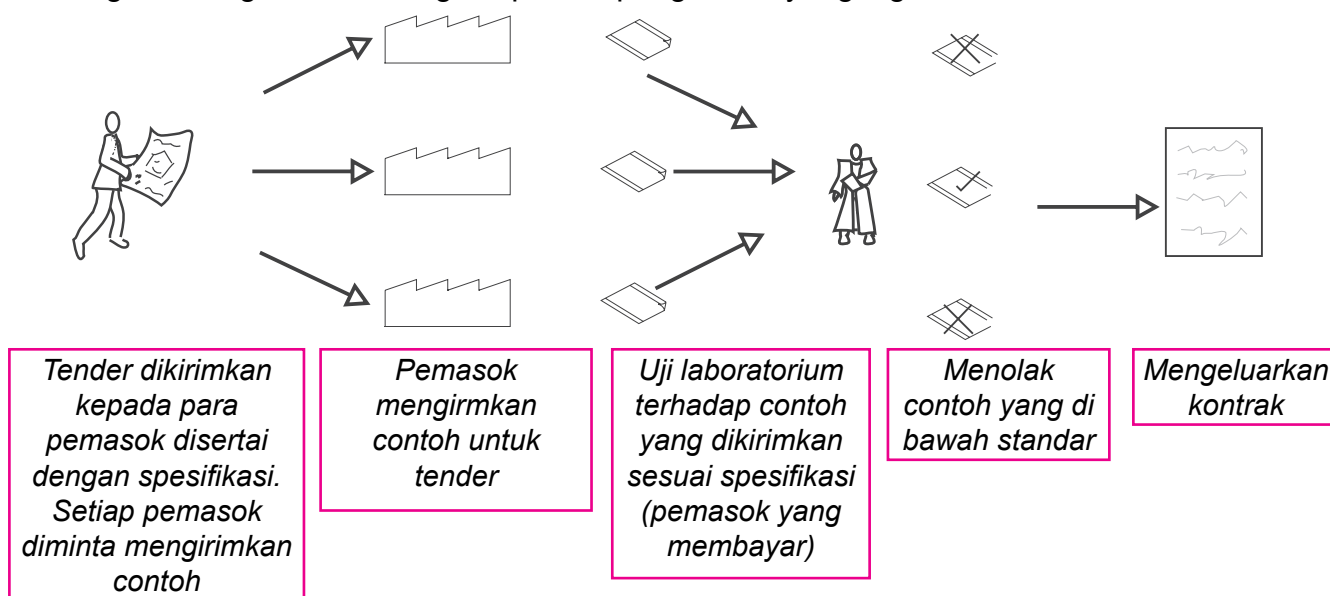 Tender dikirimkan
kepada para
pemasok disertai
dengan spesifikasi.
Setiap pemasok
diminta mengirimkan
contoh
Pemasok
mengirmkan
contoh untuk
tender
Uji laboratorium
terhadap contoh
yang dikirimkan
sesuai spesifikasi
(pemasok yang
membayar)
Menolak
contoh yang di
bawah standar
Mengeluarkan
kontrak